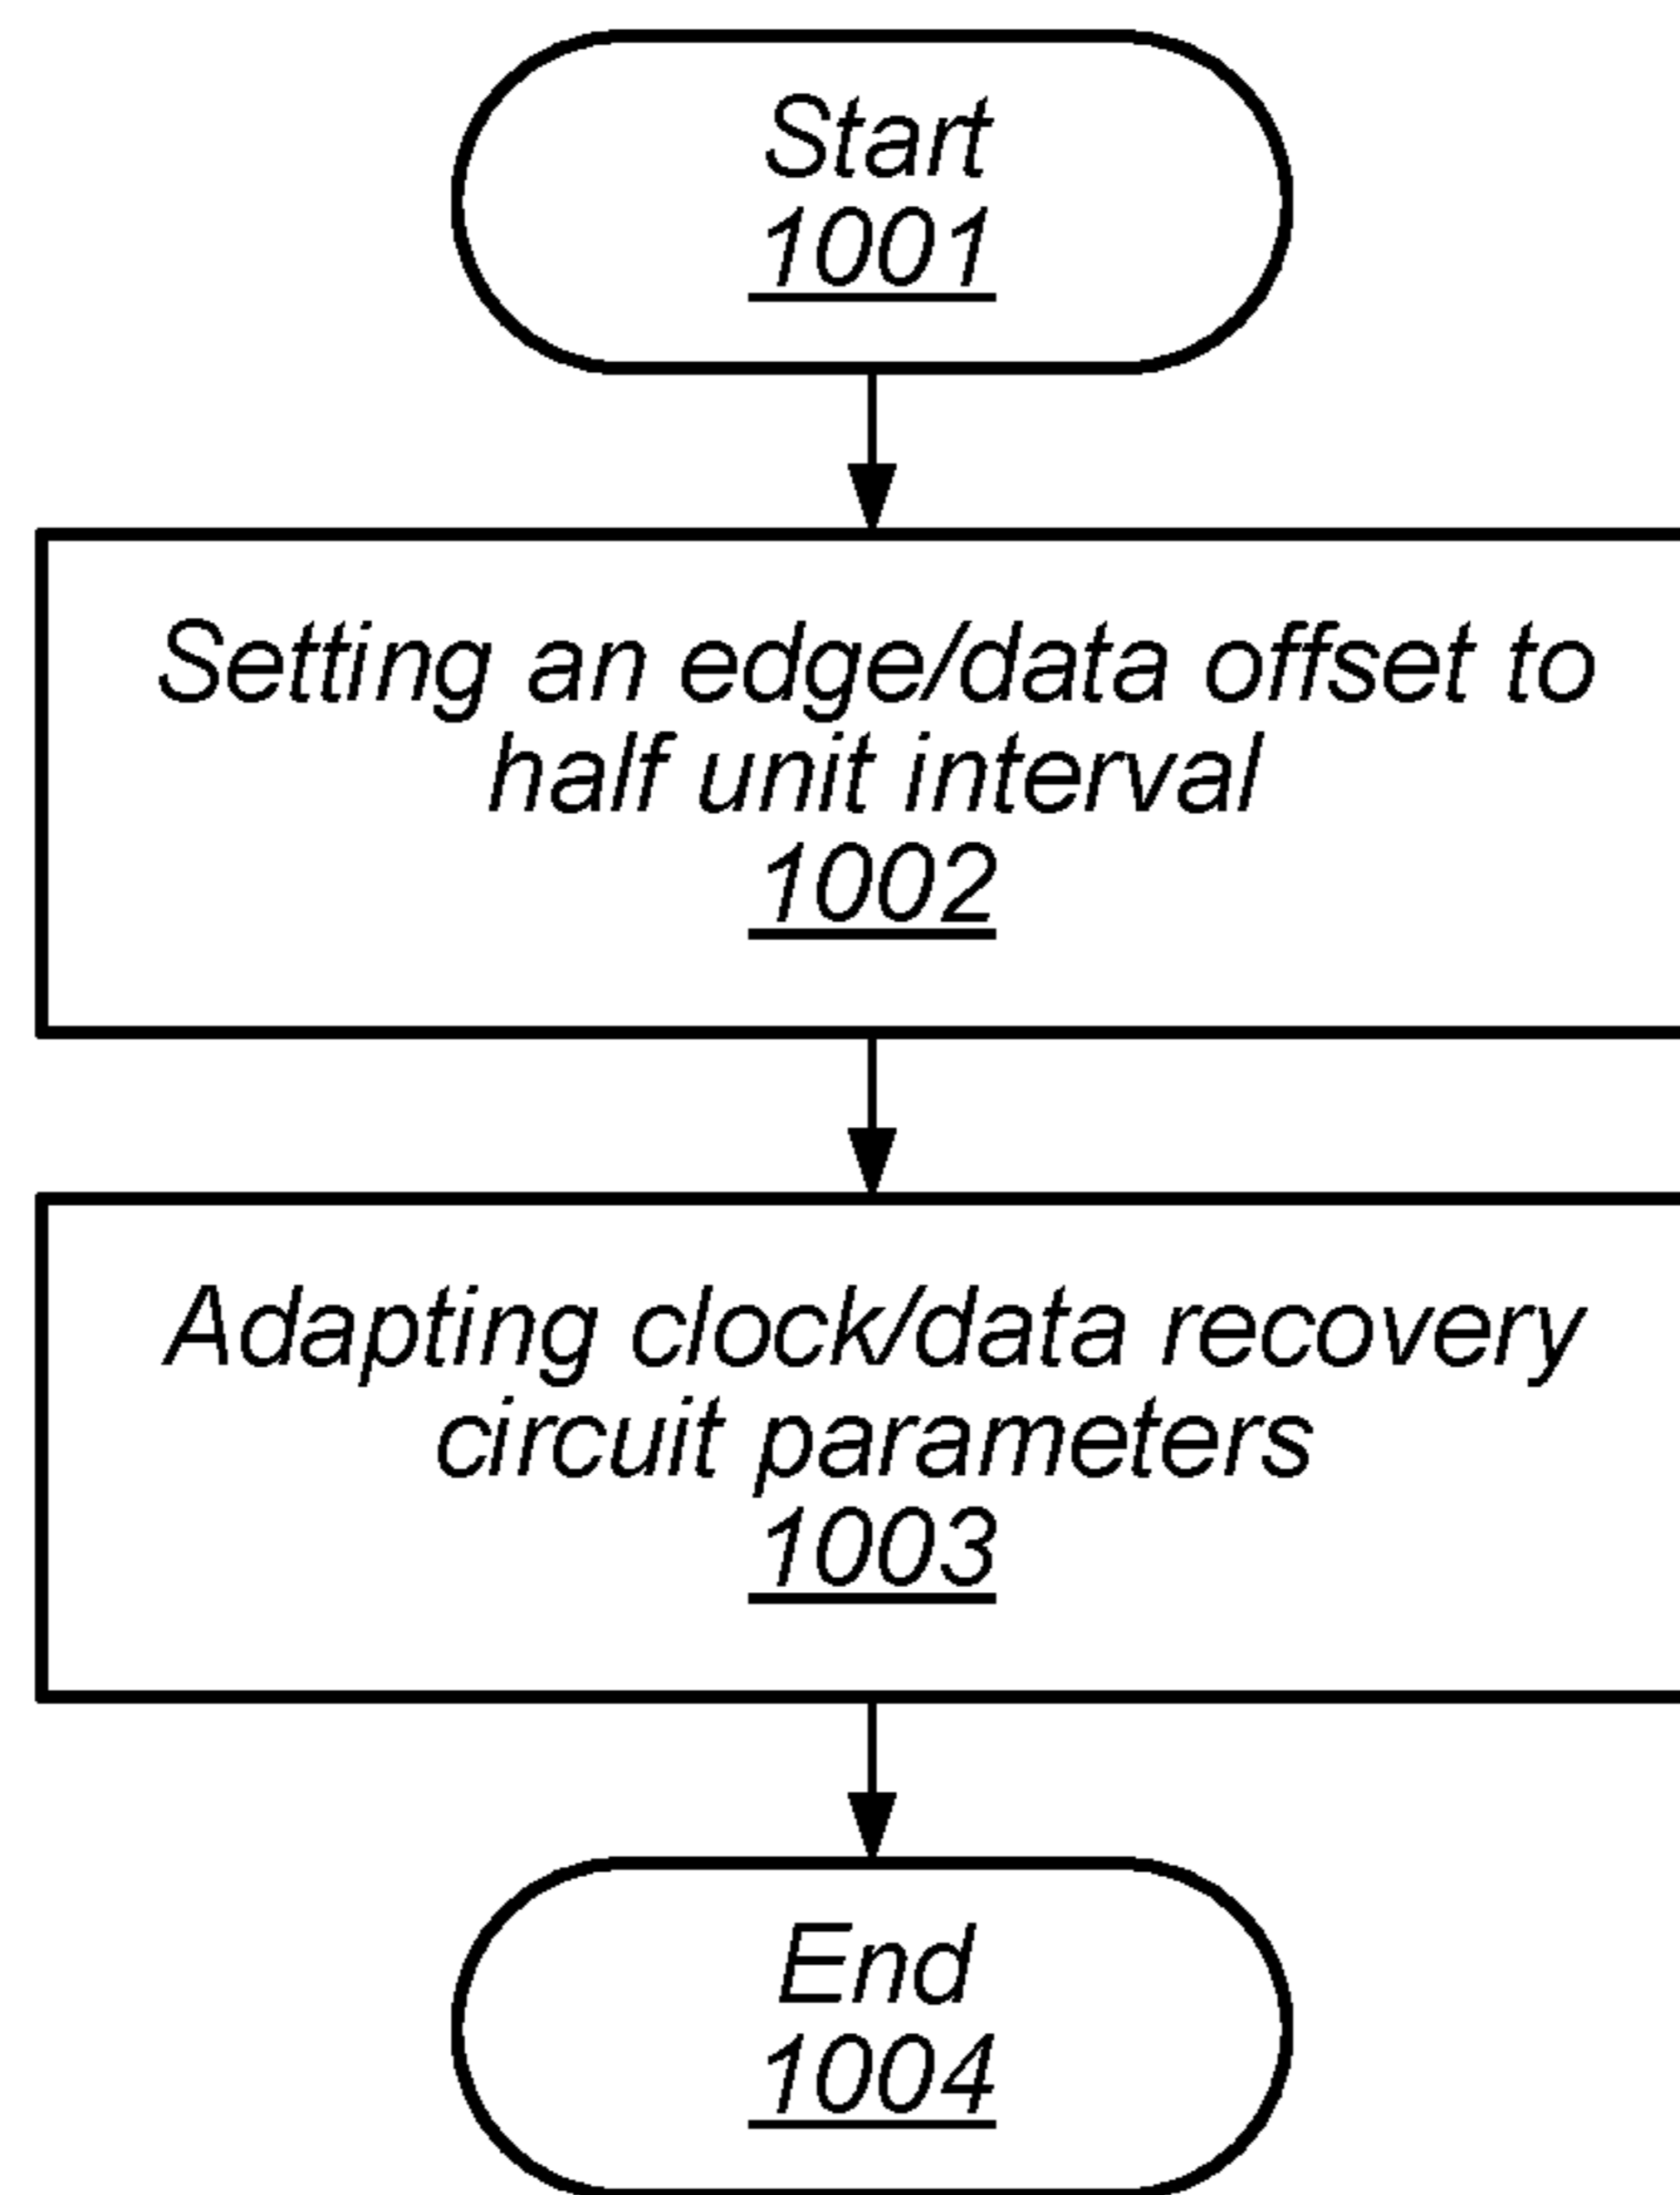 Start
1001
Setting an edge/data offset to
half unit interval
1002
Adapting clock/data recovery
circuit parameters
1003
End
1004